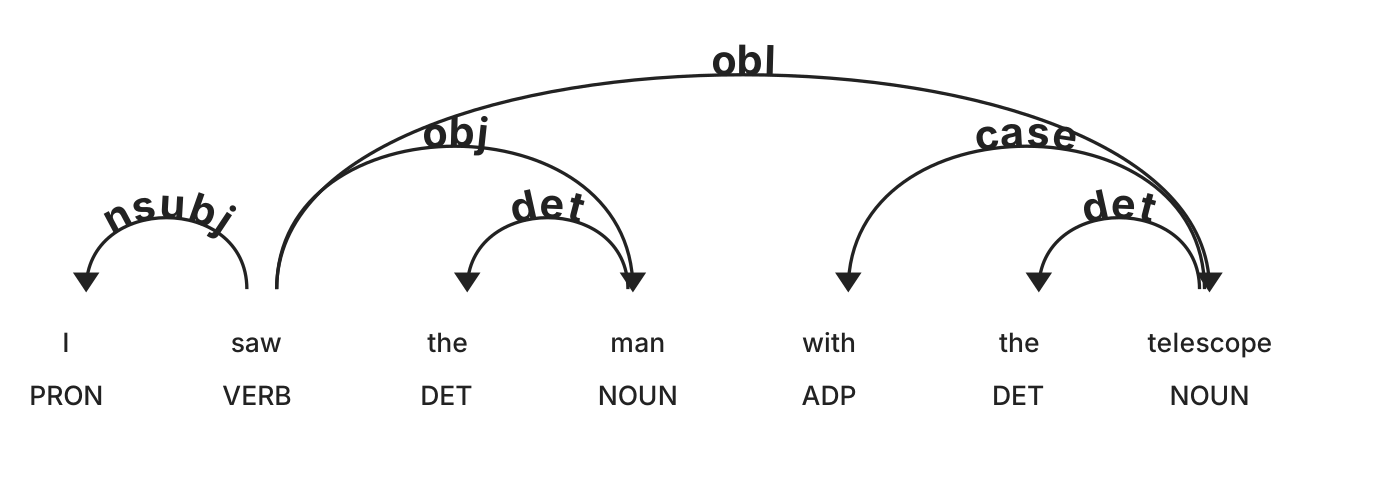 obl
obj case
nsubj det det
I saw the man with the telescope
PRON VERB DET NOUN ADP DET NOUN